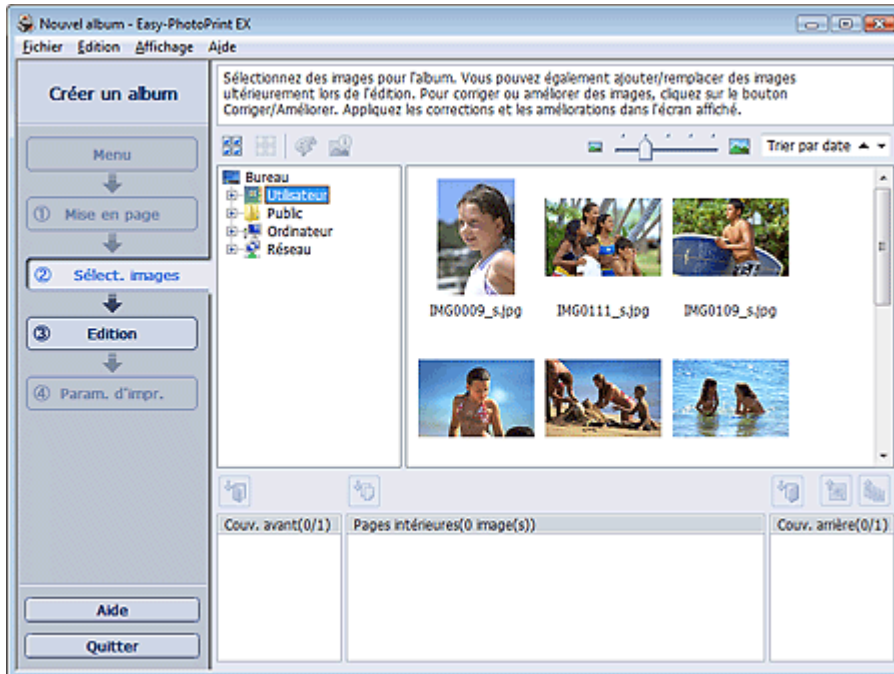 Nouvel album - Easy-PhotoPrint EX
Fichier Édition Affichage Aide
Créer un album
Sélectionnez des images pour l'album. Vous pouvez également ajouter/remplacer des images
ultérieurement lors de l'édition. Pour corriger ou améliorer des images, cliquez sur le bouton
Corriger/Améliorer. Appliquez les corrections et les améliorations dans l'écran affiché.
Menu
① Mise en page
② Sélect. images
③ Edition
④ Param. d'impr.
Trier par date
Bureau
Utilisateur
Public
Ordinateur
Réseau
IMG0009_s.jpg IMG0111_s.jpg IMG0109_s.jpg
Couv. avant(0/1) Pages intérieures(0 image(s)) Couv. arrière(0/1)
Aide
Quitter